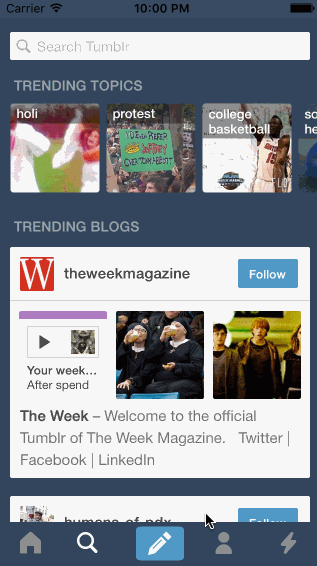 Carrier 10:00 PM
Search Tumblr
TRENDING TOPICS
holi
protest
college
basketball
so
he
TRENDING BLOGS
W
theweekmagazine
Follow
Your week...
After spend
The Week – Welcome to the official
Tumblr of The Week Magazine. Twitter |
Facebook | LinkedIn
humans-of-pdx
Follow